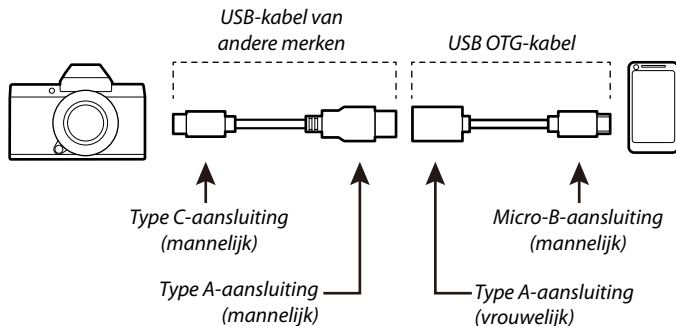 USB-kabel van
andere merken
USB OTG-kabel
Type C-aansluiting
(mannelijk)
Micro-B-aansluiting
(mannelijk)
Type A-aansluiting
(mannelijk)
Type A-aansluiting
(vrouwelijk)